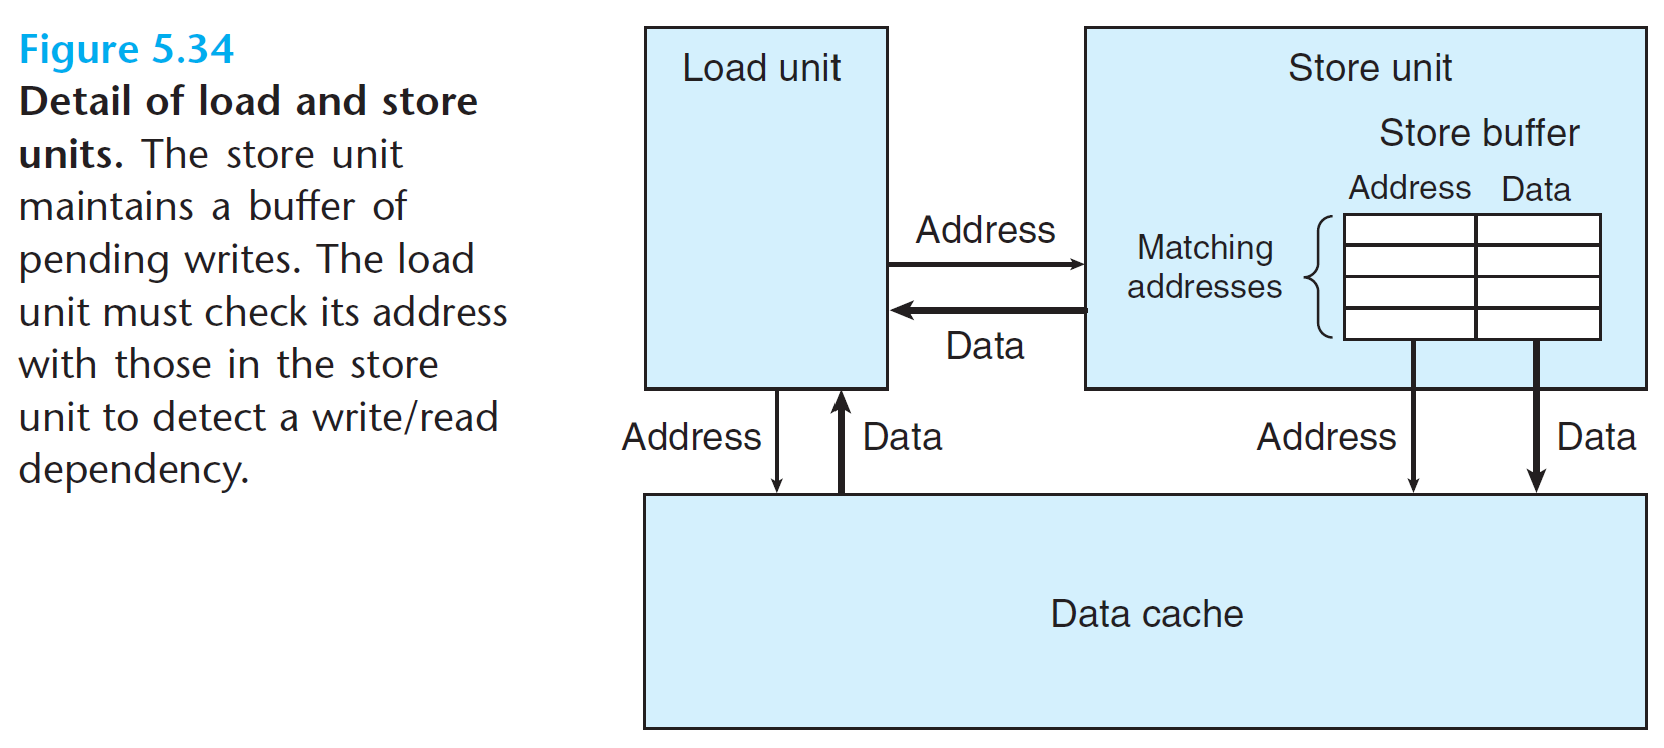 Figure 5.34
Detail of load and store
units. The store unit
maintains a buffer of
pending writes. The load
unit must check its address
with those in the store
unit to detect a write/read
dependency.
Load unit
Store unit
Store buffer
Address Data
Matching
addresses
Address
Data
Address
Data
Address
Data
Data cache